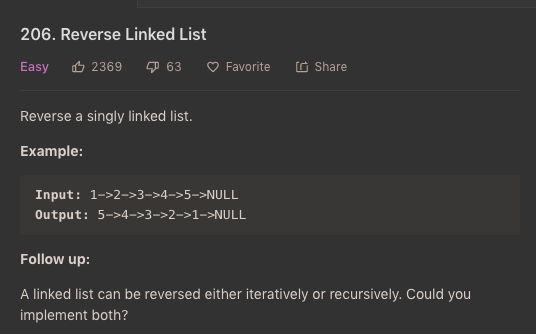 206. Reverse Linked List
Easy 2369 63 Favorite Share
Reverse a singly linked list.
Example:
Input: 1->2->3->4->5->NULL
Output: 5->4->3->2->1->NULL
Follow up:
A linked list can be reversed either iteratively or recursively. Could you
implement both?